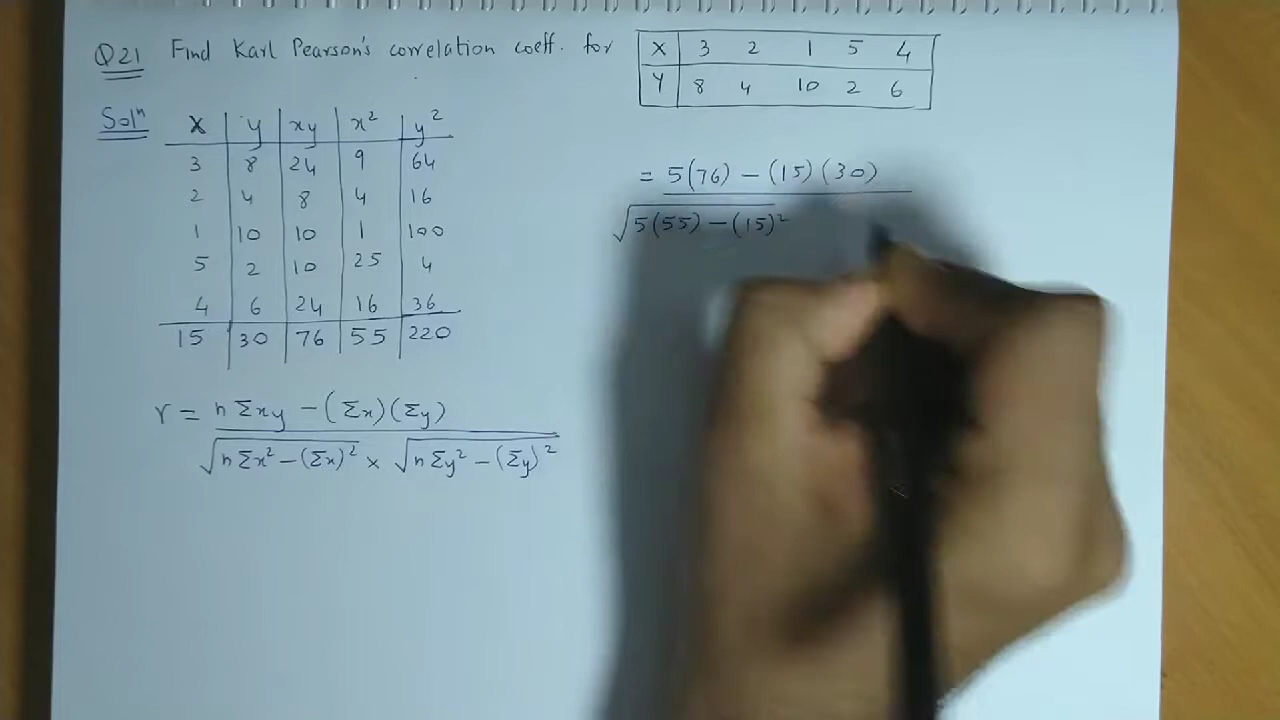 Q21 Find Karl Pearson's correlation coeff. for
X 3 2 1 5 4
Y 8 4 10 2 6
Solⁿ
X y xy x² y²
3 8 24 9 64
2 4 8 4 16
1 10 10 1 100
5 2 10 25 4
4 6 24 16 36
15 30 76 55 220
r = n Σxy - (Σx)(Σy)
√n Σx² - (Σx)² × √n Σy² - (Σy)²
= 5(76) - (15)(30)
√5(55) - (15)²